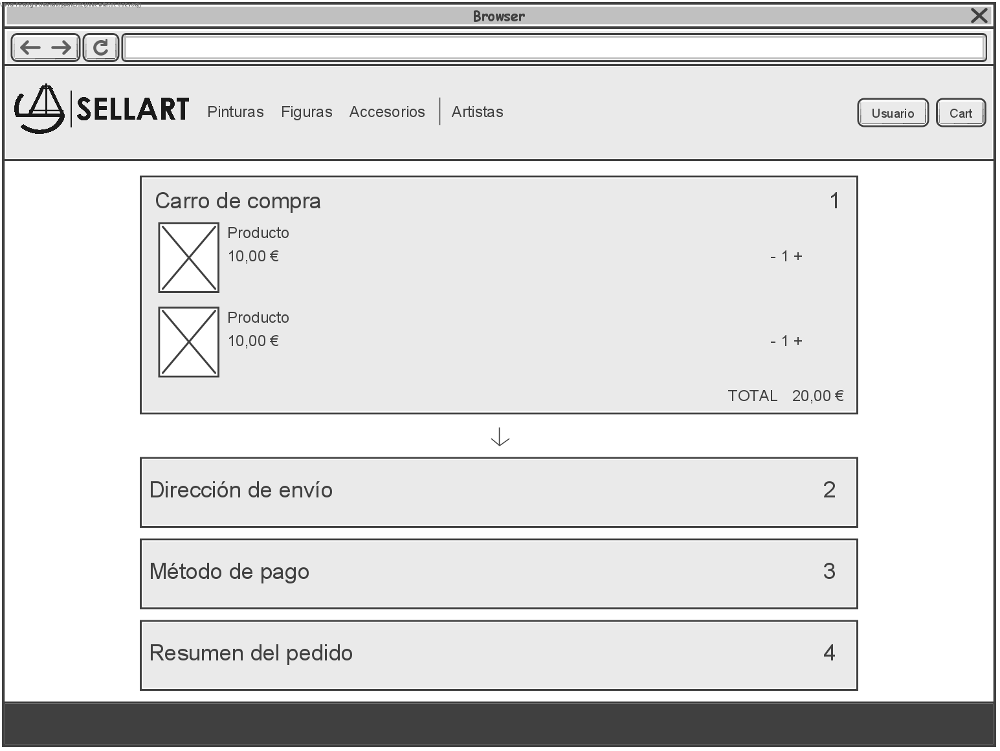 Browser
SELLART
Pinturas Figuras Accesorios Artistas
Usuario Cart
Carro de compra 1
Producto
10,00 € - 1 +
Producto
10,00 € - 1 +
TOTAL 20,00 €
Dirección de envío 2
Método de pago 3
Resumen del pedido 4